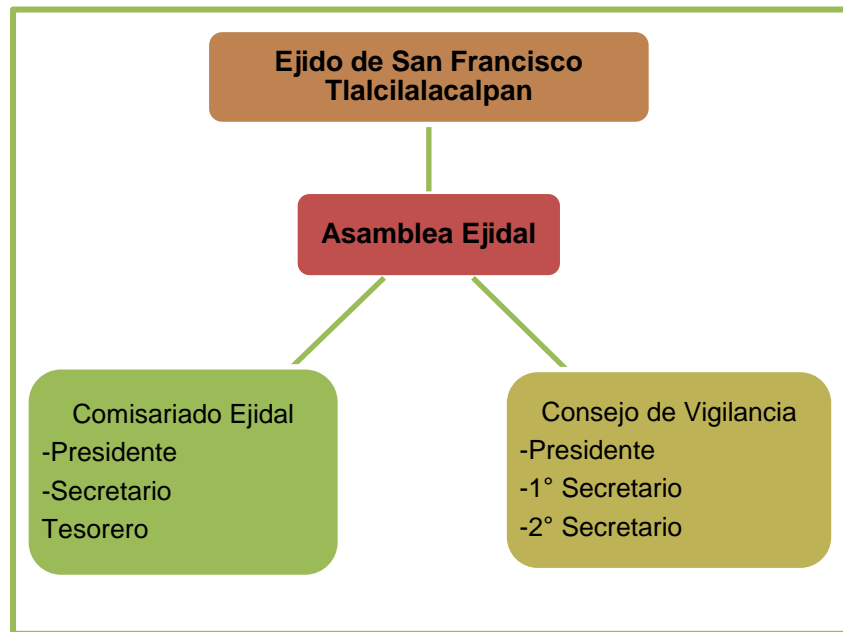 Ejido de San Francisco
Tlalcilalacalpan
Asamblea Ejidal
Comisariado Ejidal
-Presidente
-Secretario
Tesorero
Consejo de Vigilancia
-Presidente
-1° Secretario
-2° Secretario